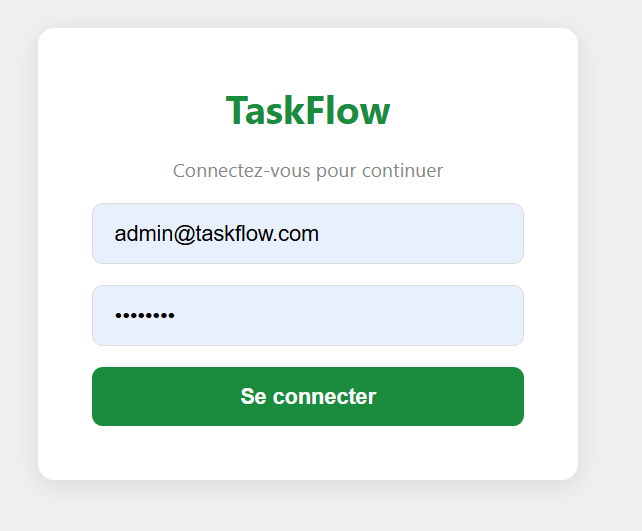 TaskFlow
Connectez-vous pour continuer
admin@taskflow.com
••••••••
Se connecter